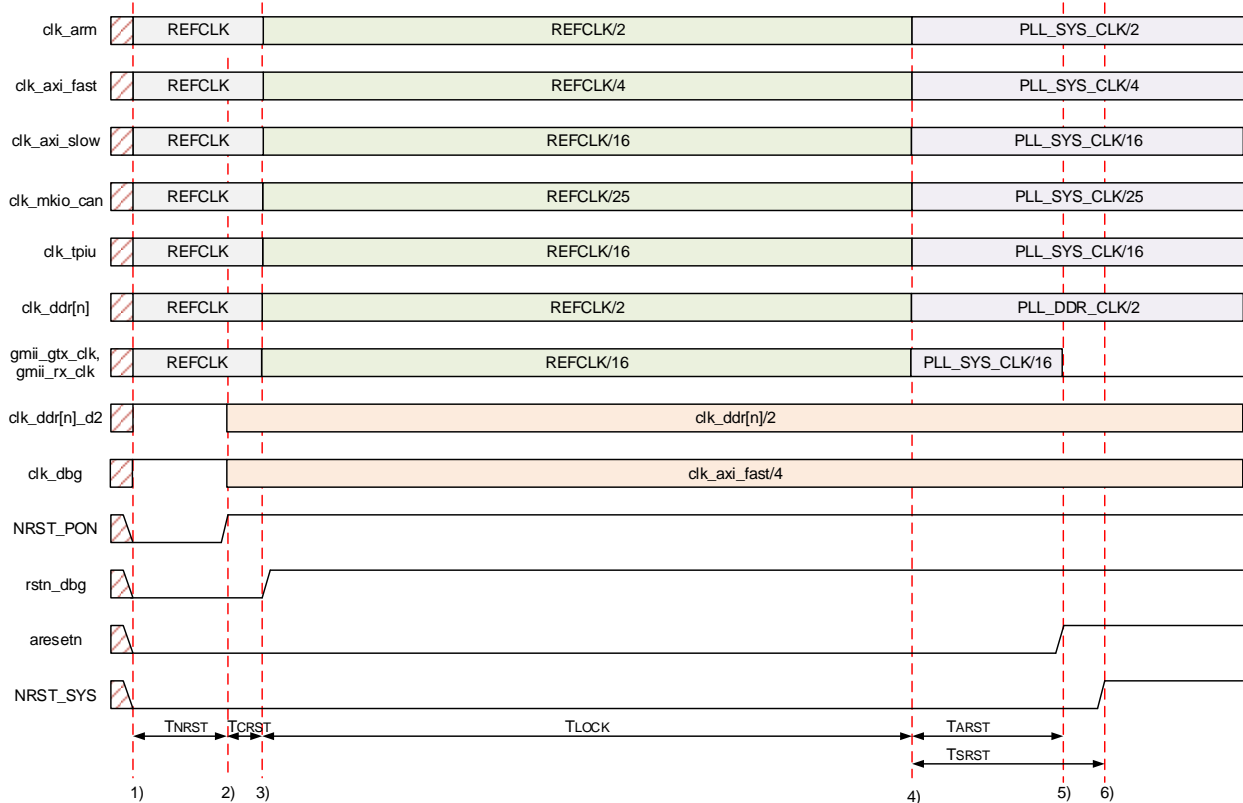 clk_arm REFCLK REFCLK/2 PLL_SYS_CLK/2
clk_axi_fast REFCLK REFCLK/4 PLL_SYS_CLK/4
clk_axi_slow REFCLK REFCLK/16 PLL_SYS_CLK/16
clk_mkio_can REFCLK REFCLK/25 PLL_SYS_CLK/25
clk_tpiu REFCLK REFCLK/16 PLL_SYS_CLK/16
clk_ddr[n] REFCLK REFCLK/2 PLL_DDR_CLK/2
gmii_gtx_clk,
gmii_rx_clk REFCLK REFCLK/16 PLL_SYS_CLK/16
clk_ddr[n]_d2 clk_ddr[n]/2
clk_dbg clk_axi_fast/4
NRST_PON
rstn_dbg
aresetn
NRST_SYS
TNRST TCRST TLOCK TARST
TSRST
1) 2) 3) 4) 5) 6)